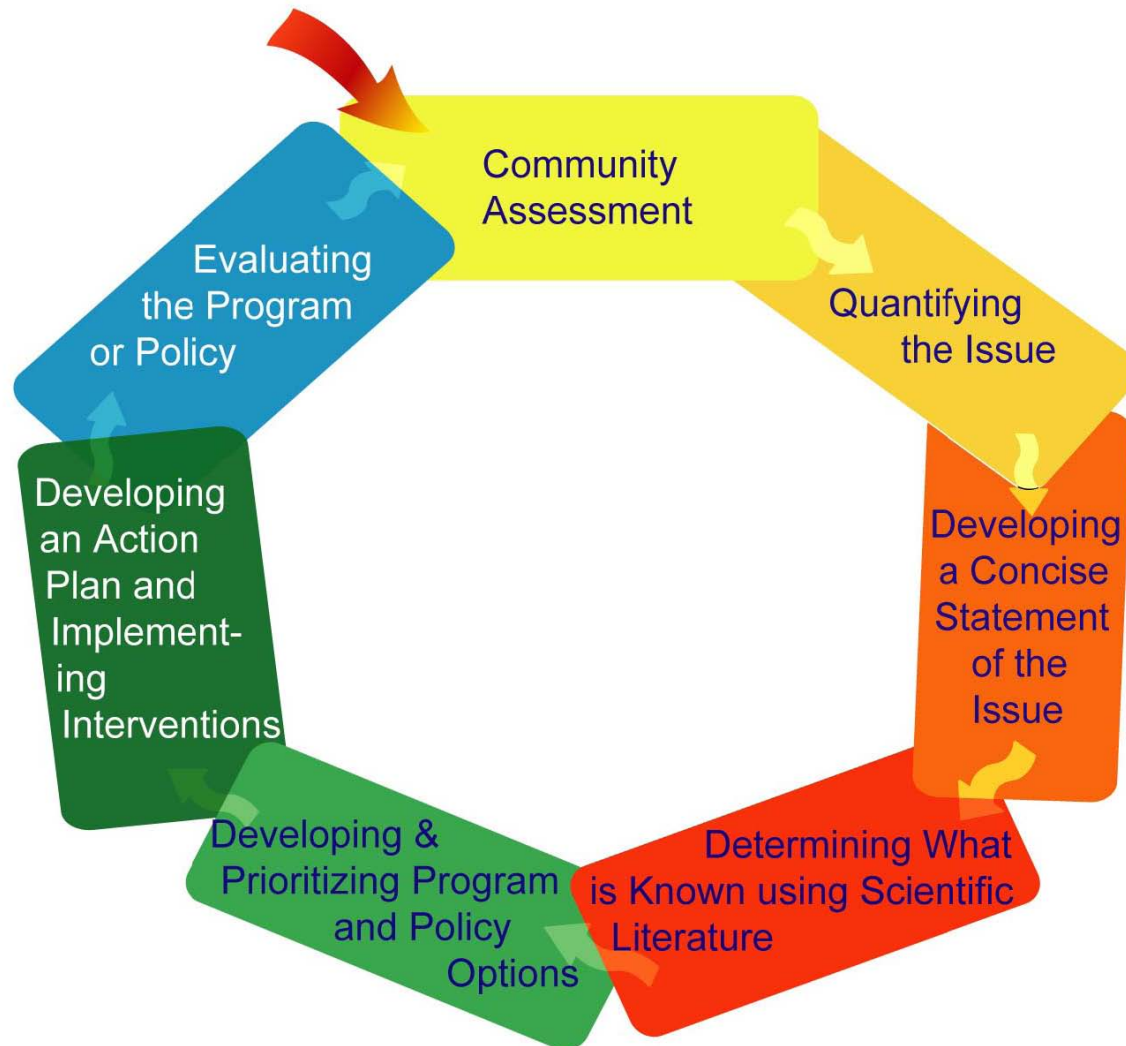 Community
Assessment
Quantifying
the Issue
Developing
a Concise
Statement
of the
Issue
Determining What
is Known using Scientific
Literature
Developing &
Prioritizing Program
and Policy
Options
Developing
an Action
Plan and
Implement-
ing
Interventions
Evaluating
the Program
or Policy